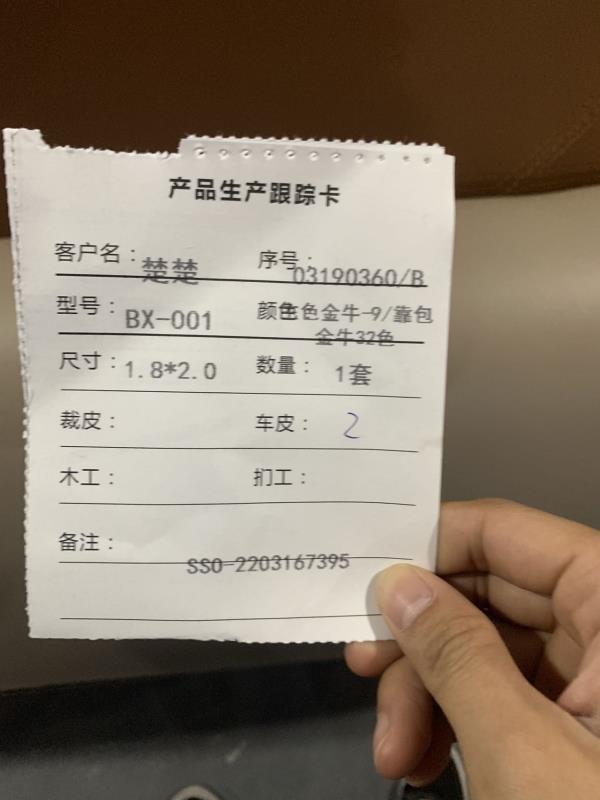 产品生产跟踪卡
客户名：楚楚 序号：03190360/B
型号：BX-001 颜色 色金牛-9/靠包
金牛32色
尺寸：1.8*2.0 数量：1套
裁皮： 车皮：2
木工： 扪工：
备注：
SSO-2203167395